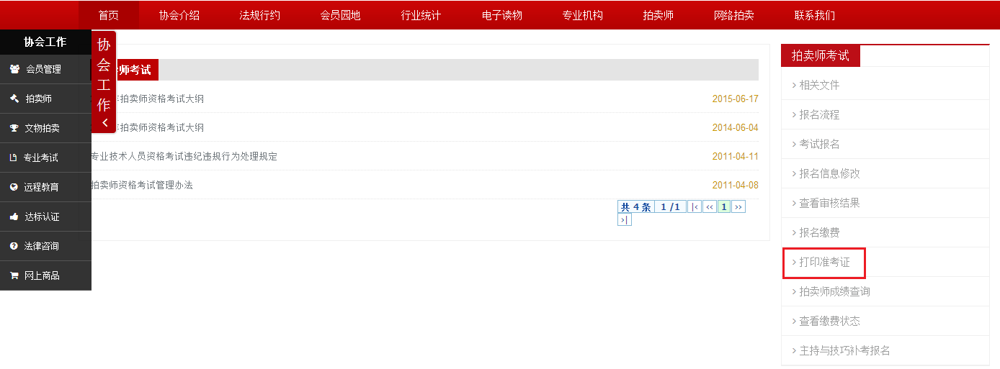 首页 协会介绍 法规行约 会员园地 行业统计 电子读物 专业机构 拍卖师 网络拍卖 联系我们
协会工作
会员管理
拍卖师
文物拍卖
专业考试
远程教育
达标认证
法律咨询
网上商品
协
会
工
作
师考试
拍卖师资格考试大纲 2015-06-17
拍卖师资格考试大纲 2014-06-04
专业技术人员资格考试违纪违规行为处理规定 2011-04-11
拍卖师资格考试管理办法 2011-04-08
共 4 条 1 /1 |‹ ‹‹ 1 ››
›|
拍卖师考试
› 相关文件
› 报名流程
› 考试报名
› 报名信息修改
› 查看审核结果
› 报名缴费
› 打印准考证
› 拍卖师成绩查询
› 查看缴费状态
› 主持与技巧补考报名